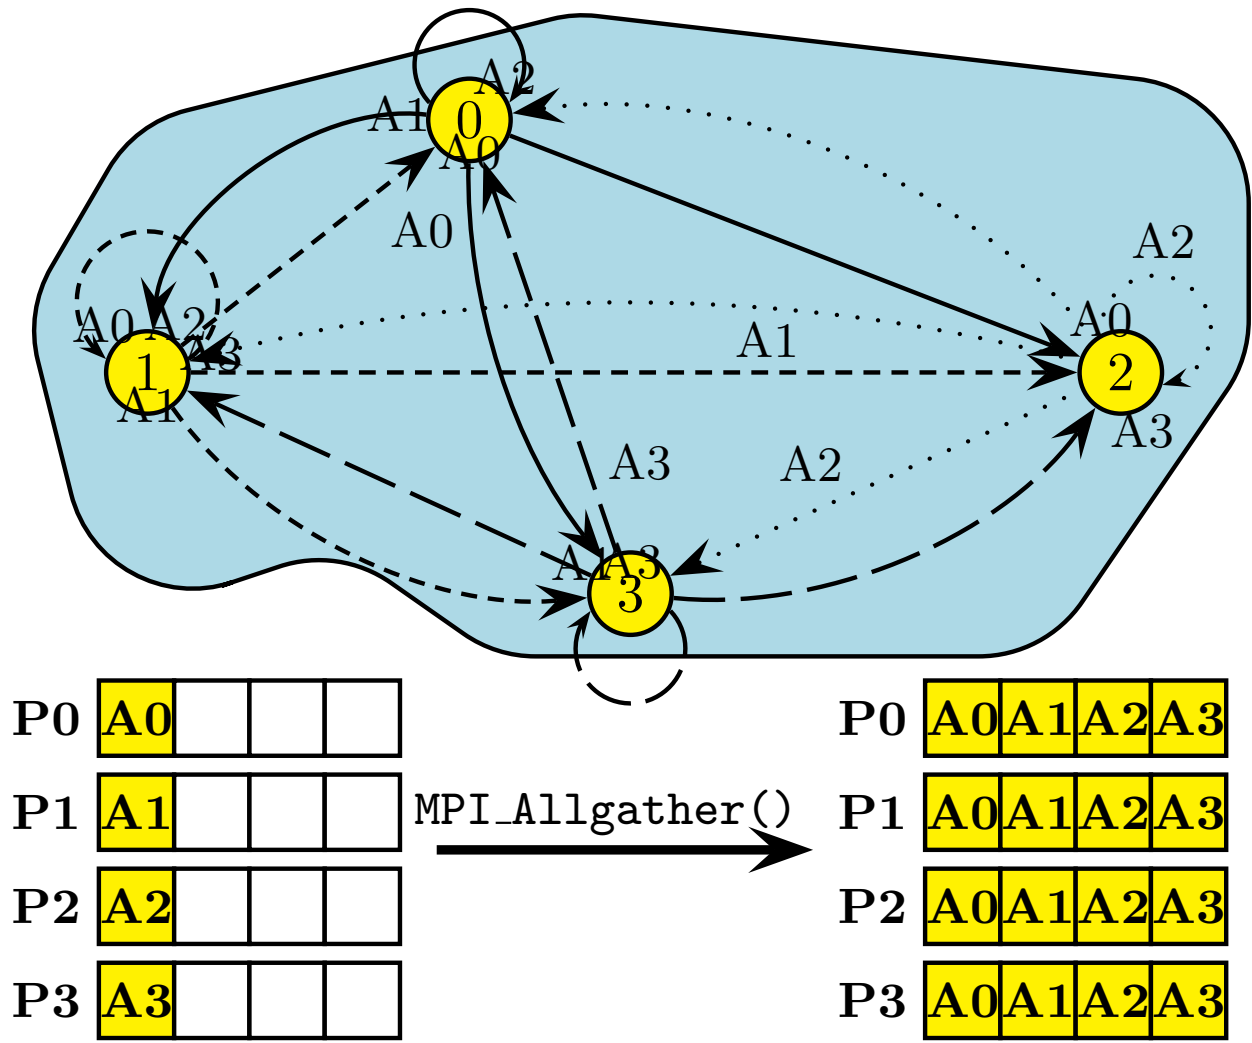 A2
A1 0
A0
A0
A2
A0 A2
A3
A0
A1
1
2
A1
A3
A3
A2
A1 A3
3
P0 A0
P0 A0 A1 A2 A3
P1 A1
MPI_Allgather()
P1 A0 A1 A2 A3
P2 A2
P2 A0 A1 A2 A3
P3 A3
P3 A0 A1 A2 A3